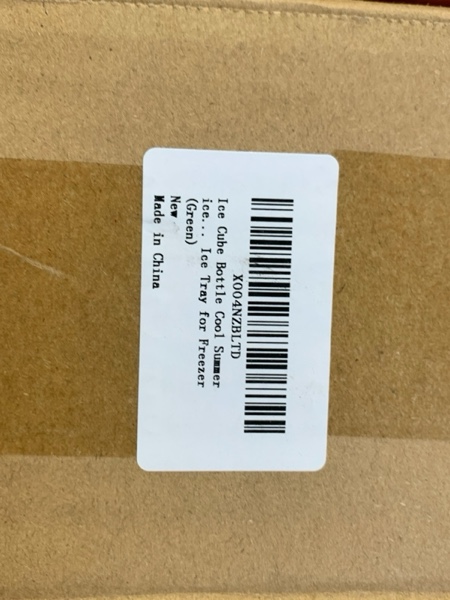 X004NZBLTD
Ice Cube Bottle Cool Summer
ice... Ice Tray for Freezer
(Green)
New
Made in China